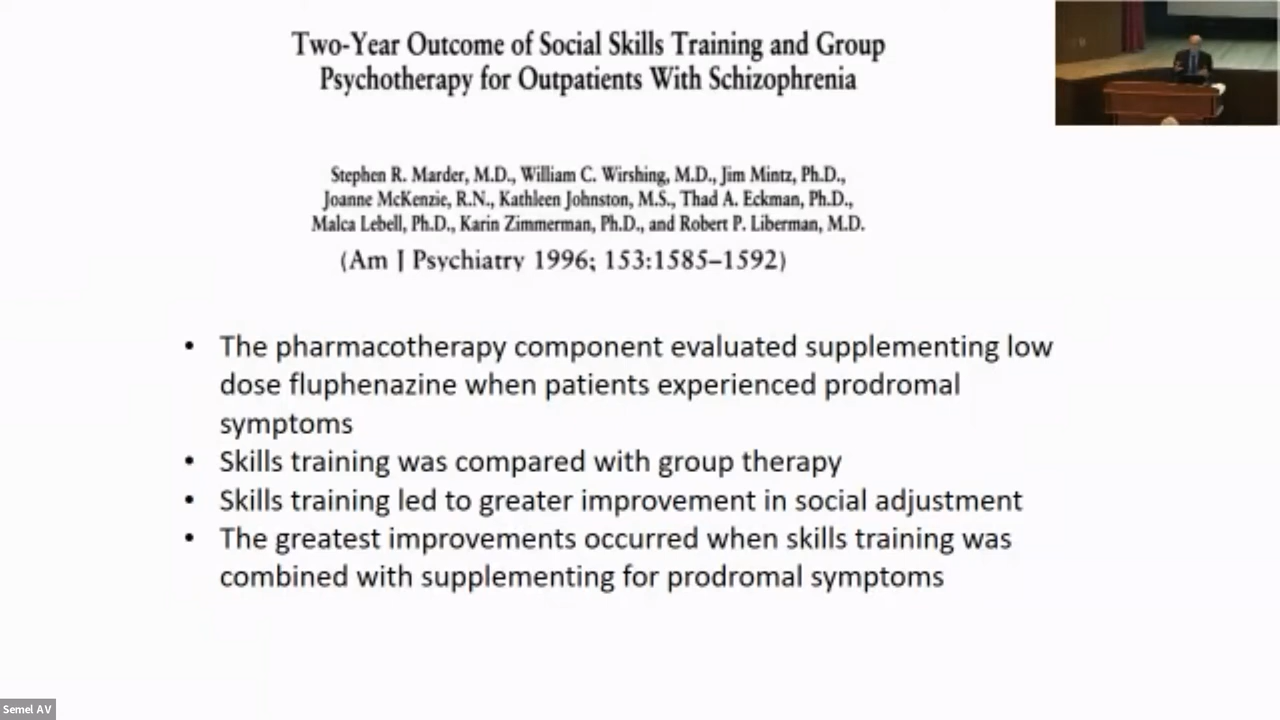 Two-Year Outcome of Social Skills Training and Group
Psychotherapy for Outpatients With Schizophrenia
Stephen R. Marder, M.D., William C. Wirshing, M.D., Jim Mintz, Ph.D.,
Joanne McKenzie, R.N., Kathleen Johnston, M.S., Thad A. Eckman, Ph.D.,
Malca Lebell, Ph.D., Karin Zimmerman, Ph.D., and Robert P. Liberman, M.D.
(Am J Psychiatry 1996; 153:1585–1592)
• The pharmacotherapy component evaluated supplementing low
dose fluphenazine when patients experienced prodromal
symptoms
• Skills training was compared with group therapy
• Skills training led to greater improvement in social adjustment
• The greatest improvements occurred when skills training was
combined with supplementing for prodromal symptoms
Semel AV